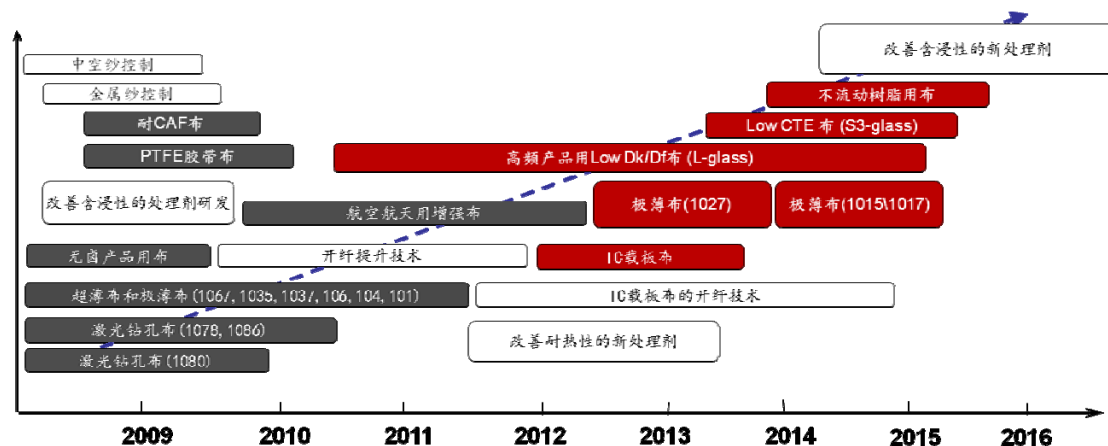 改善含浸性的新处理剂
中空纱控制
金属纱控制
不流动树脂用布
耐CAF布
Low CTE 布 (S3-glass)
PTFE胶带布
高频产品用Low Dk/Df布 (L-glass)
改善含浸性的处理剂研发
航空航天用增强布
极薄布(1027)
极薄布(1015\1017)
无卤产品用布
开纤提升技术
IC载板布
超薄布和极薄布 (1067, 1035, 1037, 106, 104, 101)
IC载板布的开纤技术
激光钻孔布 (1078, 1086)
改善耐热性的新处理剂
激光钻孔布 (1080)
2009 2010 2011 2012 2013 2014 2015 2016